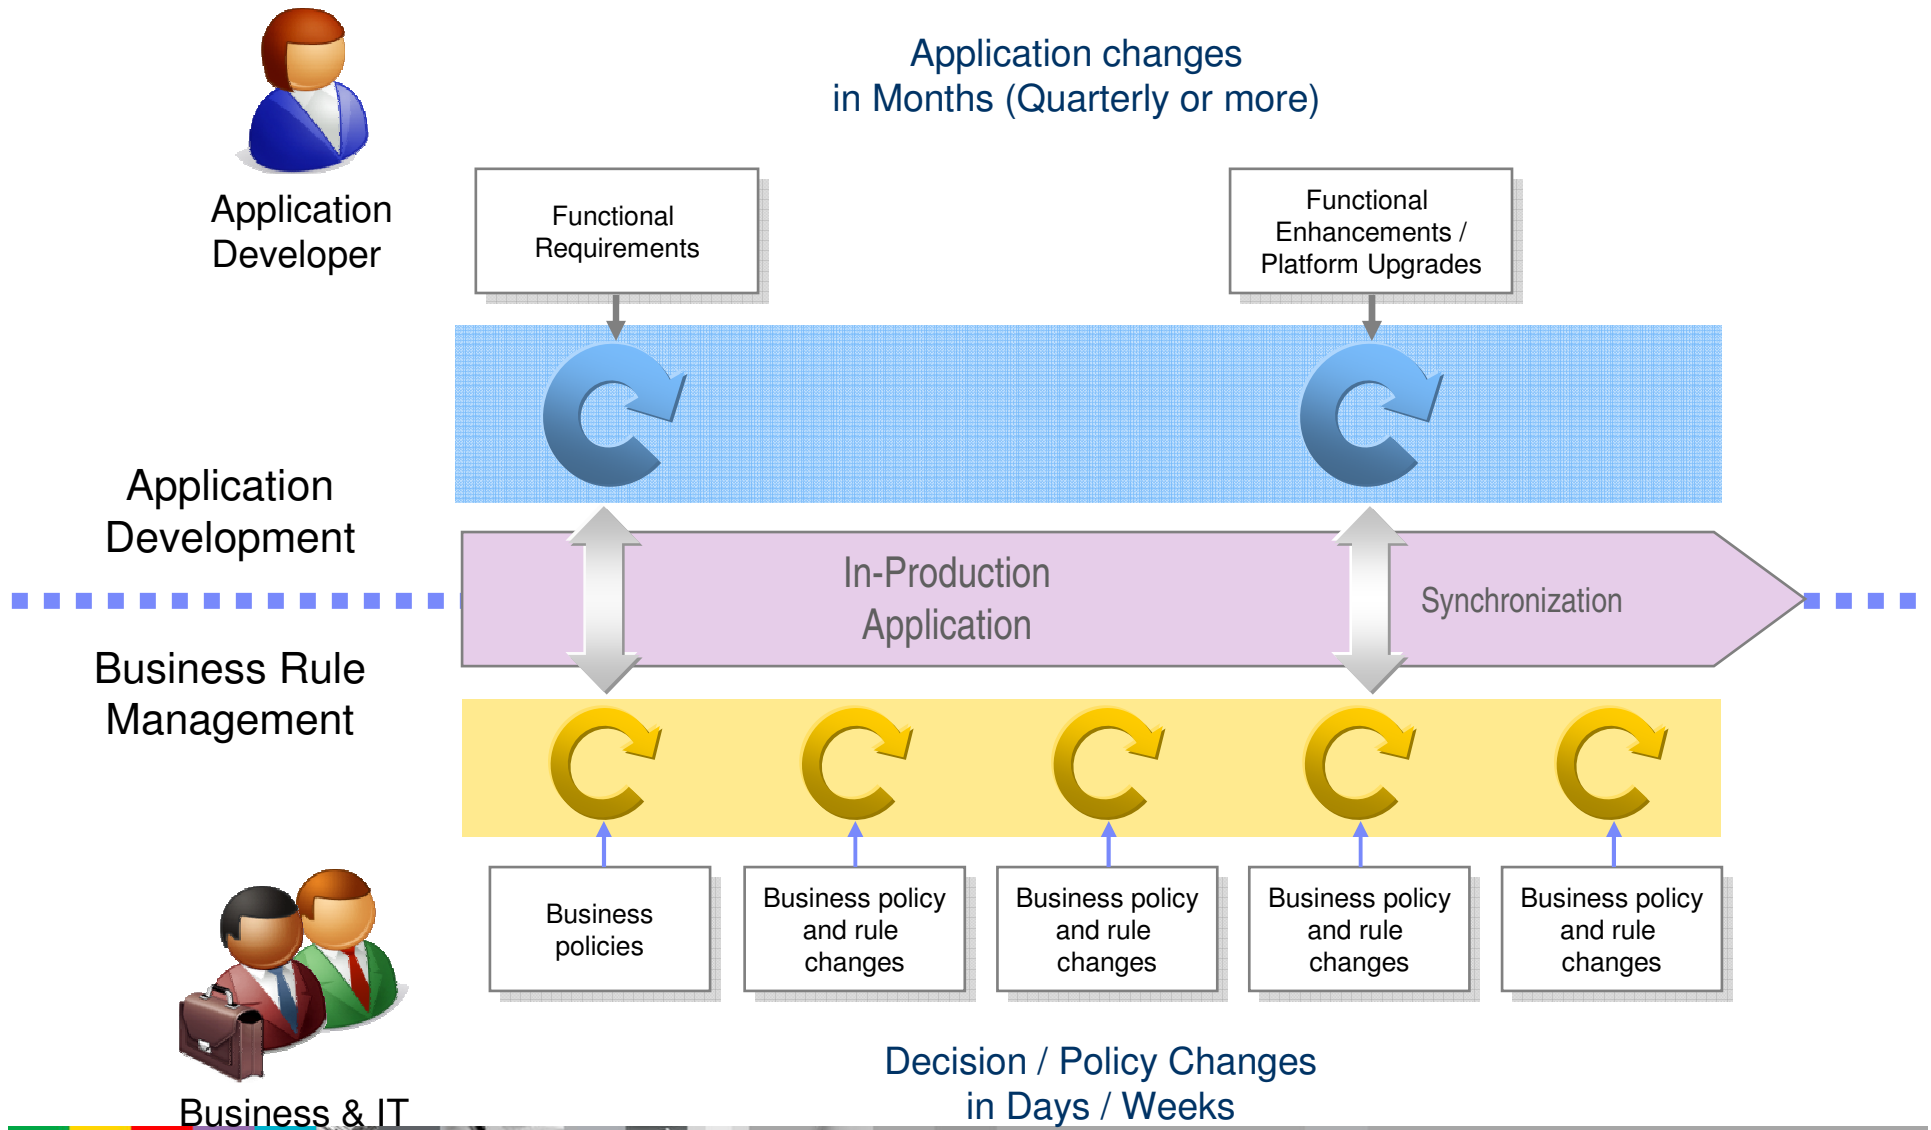 Application changes
in Months (Quarterly or more)
Application
Developer
Functional
Requirements
Functional
Enhancements /
Platform Upgrades
Application
Development
In-Production
Application
Synchronization
Business Rule
Management
Business
policies
Business policy
and rule
changes
Business policy
and rule
changes
Business policy
and rule
changes
Business policy
and rule
changes
Business & IT
Decision / Policy Changes
in Days / Weeks